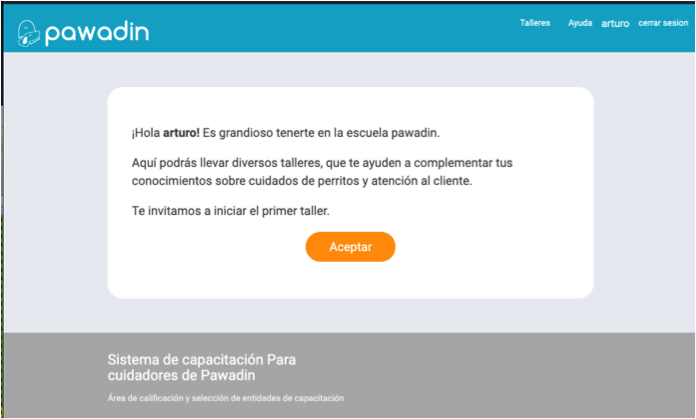 pawadin
Talleres Ayuda arturo cerrar sesion
¡Hola arturo! Es grandioso tenerte en la escuela pawadin.
Aquí podrás llevar diversos talleres, que te ayuden a complementar tus
conocimientos sobre cuidados de perritos y atención al cliente.
Te invitamos a iniciar el primer taller.
Aceptar
Sistema de capacitación Para
cuidadores de Pawadin
Área de calificación y selección de entidades de capacitación